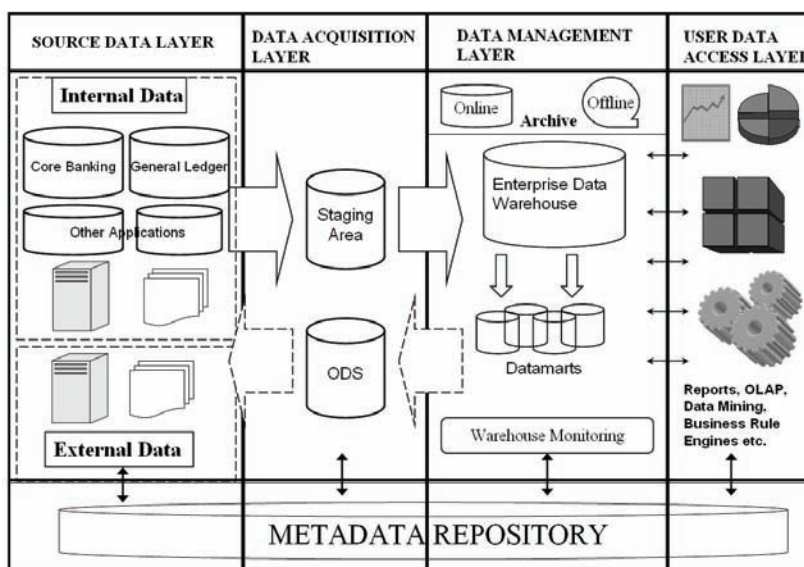 SOURCE DATA LAYER
DATA ACQUISITION
LAYER
DATA MANAGEMENT
LAYER
USER DATA
ACCESS LAYER
Internal Data
Core Banking
General Ledger
Other Applications
External Data
Staging
Area
ODS
Online
Offline
Archive
Enterprise Data
Warehouse
Datamarts
Warehouse Monitoring
Reports, OLAP,
Data Mining,
Business Rule
Engines etc.
METADATA REPOSITORY